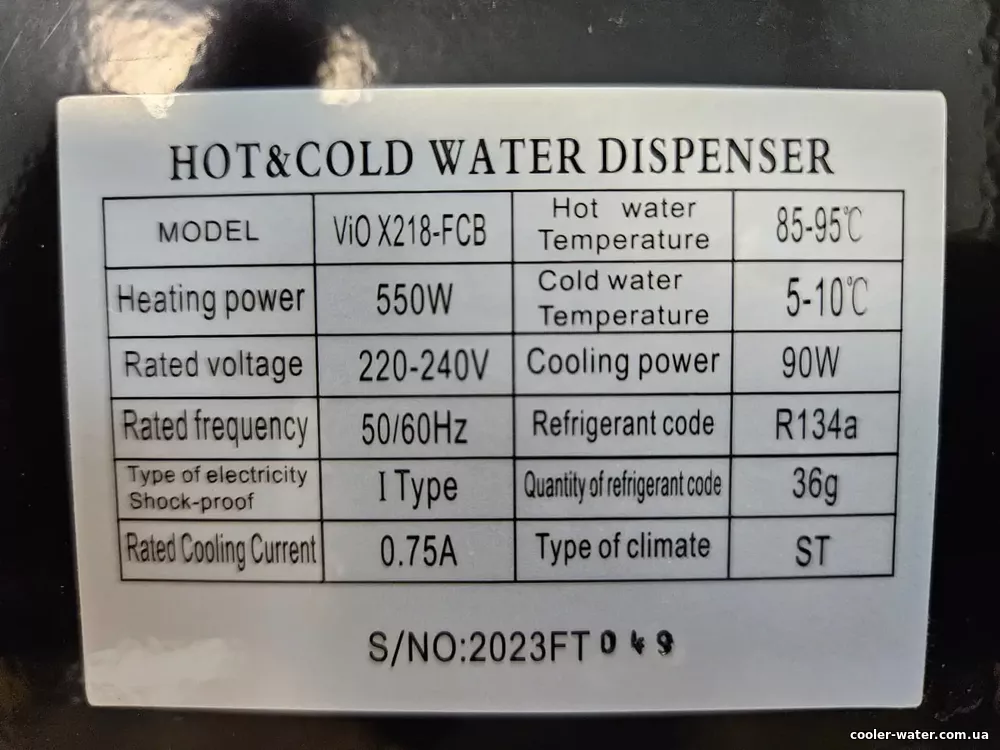 HOT&COLD WATER DISPENSER
MODEL ViO X218-FCB Hot water Temperature 85-95℃
Heating power 550W Cold water Temperature 5-10℃
Rated voltage 220-240V Cooling power 90W
Rated frequency 50/60Hz Refrigerant code R134a
Type of electricity Shock-proof I Type Quantity of refrigerant code 36g
Rated Cooling Current 0.75A Type of climate ST
S/NO:2023FT 049
cooler-water.com.ua